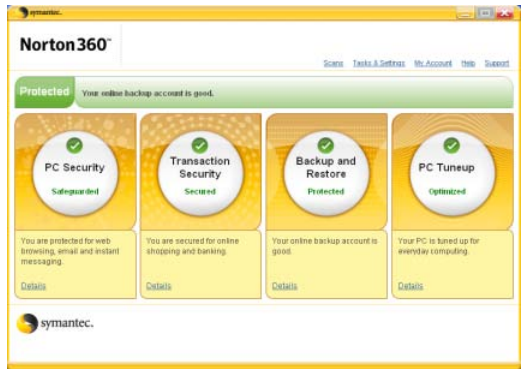 symantec.
Norton 360™
Scans Tasks & Settings My Account Help Support
Protected Your online backup account is good.
PC Security
Safeguarded
Transaction
Security
Secured
Backup and
Restore
Protected
PC Tuneup
Optimized
You are protected for web
browsing, email and instant
messaging.
Details
You are secured for online
shopping and banking.
Details
Your online backup account is
good.
Details
Your PC is tuned up for
everyday computing.
Details
symantec.